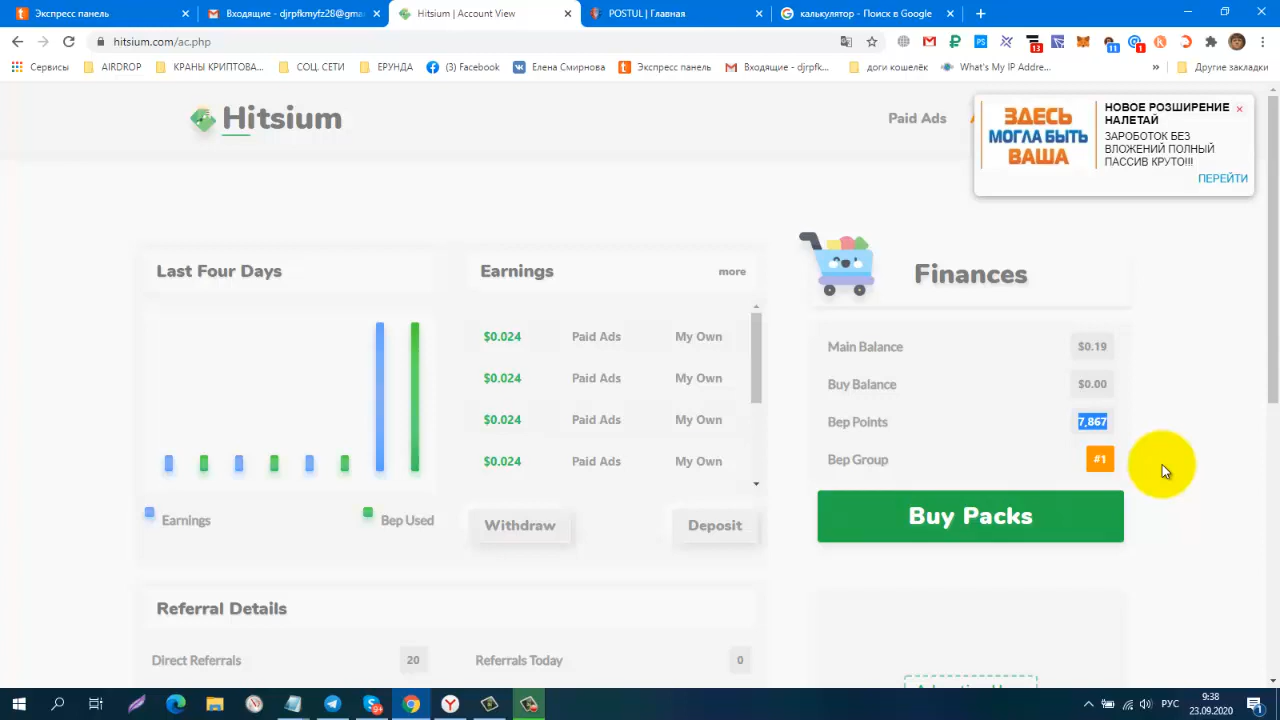 Экспресс панель
Входящие - djrpfkmyfz28@gma
Hitsium | Account View
POSTUL | Главная
калькулятор - Поиск в Google
hitsium.com/ac.php
13
11
1
Сервисы
AIRDROP
КРАНЫ КРИПТОВА...
СОЦ. СЕТИ
ЕРУНДА
(3) Facebook
Елена Смирнова
Экспресс панель
Входящие - djrpfk...
доги кошелёк
What's My IP Addre...
»
Другие закладки
Hitsium
Paid Ads
ЗДЕСЬ
МОГЛА БЫТЬ
ВАША
НОВОЕ РОЗШИРЕНИЕ
НАЛЕТАЙ
ЗАРОБОТОК БЕЗ
ВЛОЖЕНИЙ ПОЛНЫЙ
ПАССИВ КРУТО!!!
ПЕРЕЙТИ
Last Four Days
Earnings
Bep Used
Earnings
more
$0.024 Paid Ads My Own
$0.024 Paid Ads My Own
$0.024 Paid Ads My Own
$0.024 Paid Ads My Own
Withdraw
Deposit
Finances
Main Balance $0.19
Buy Balance $0.00
Bep Points 7,867
Bep Group #1
Buy Packs
Referral Details
Direct Referrals 20
Referrals Today 0
РУС
9:38
23.09.2020
1